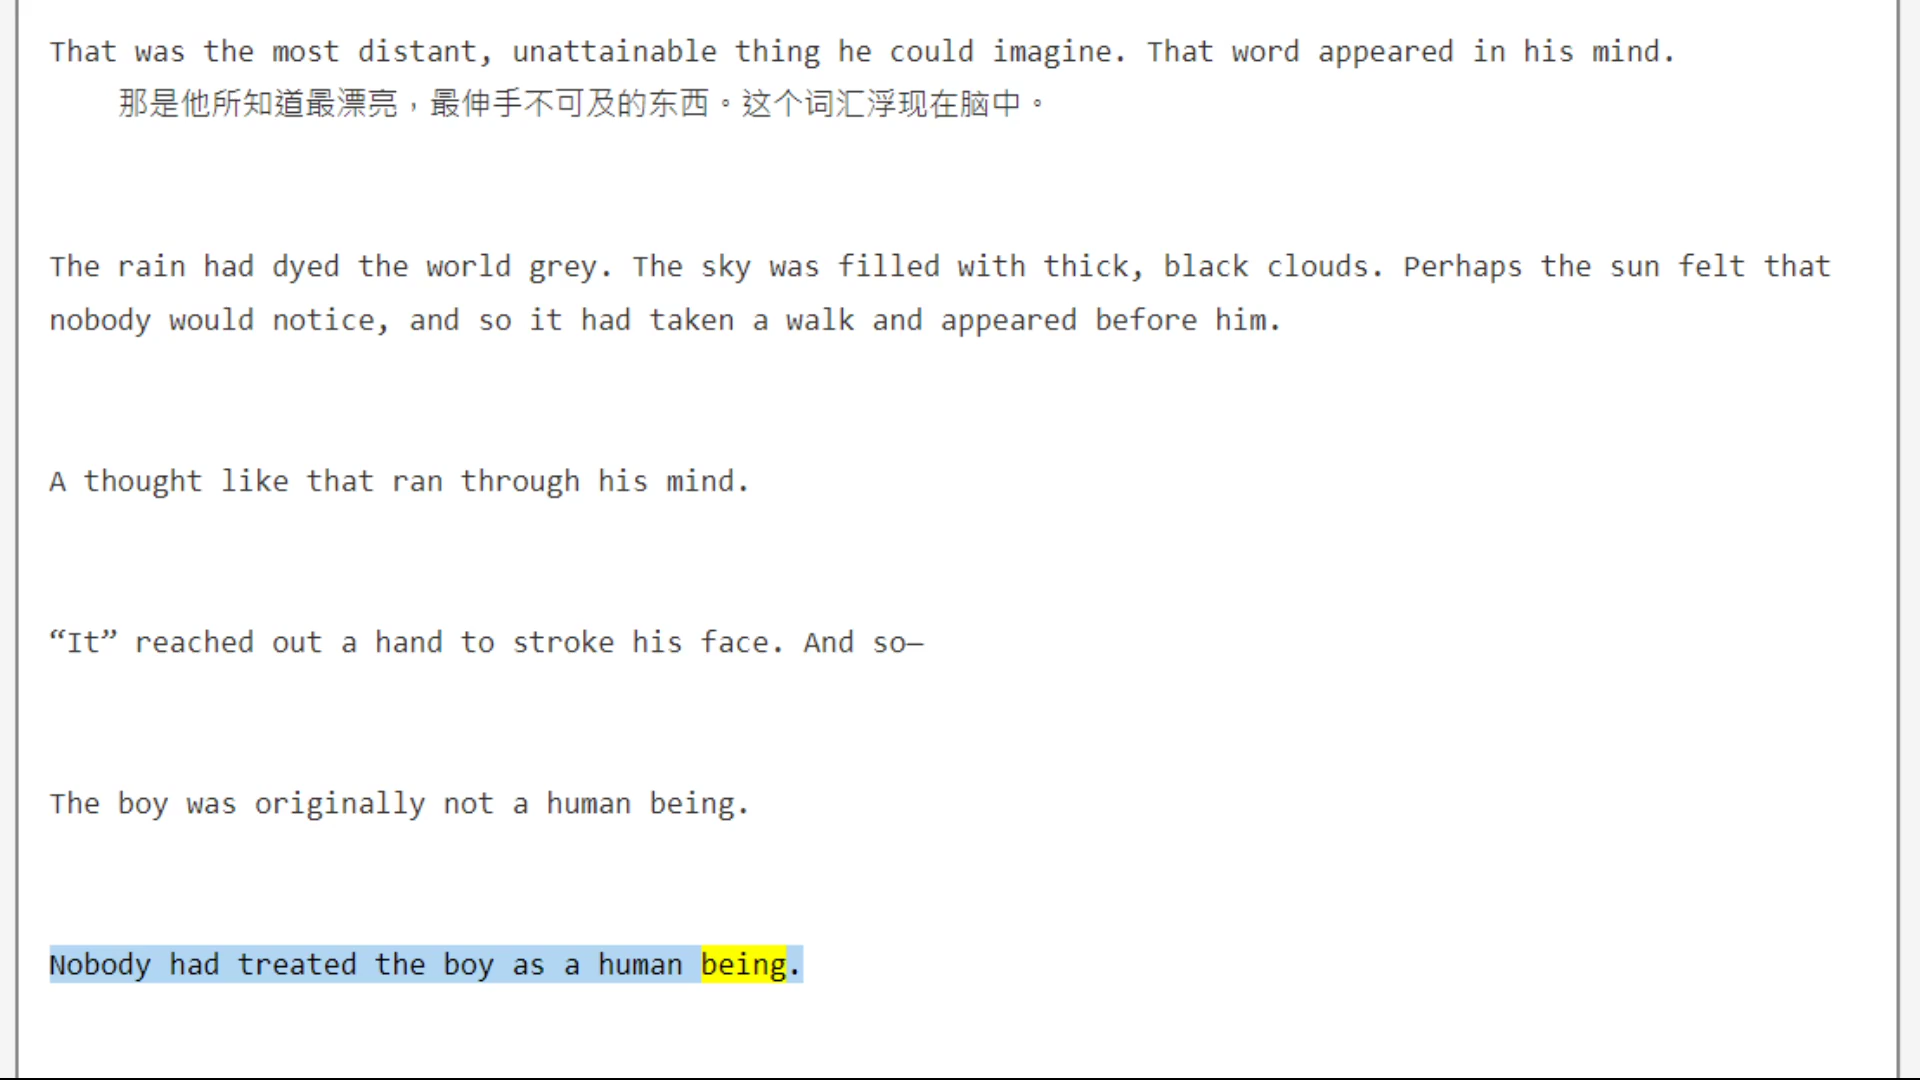 That was the most distant, unattainable thing he could imagine. That word appeared in his mind.
那是他所知道最漂亮，最伸手不可及的东西。这个词汇浮现在脑中。
The rain had dyed the world grey. The sky was filled with thick, black clouds. Perhaps the sun felt that
nobody would notice, and so it had taken a walk and appeared before him.
A thought like that ran through his mind.
“It” reached out a hand to stroke his face. And so—
The boy was originally not a human being.
Nobody had treated the boy as a human being.